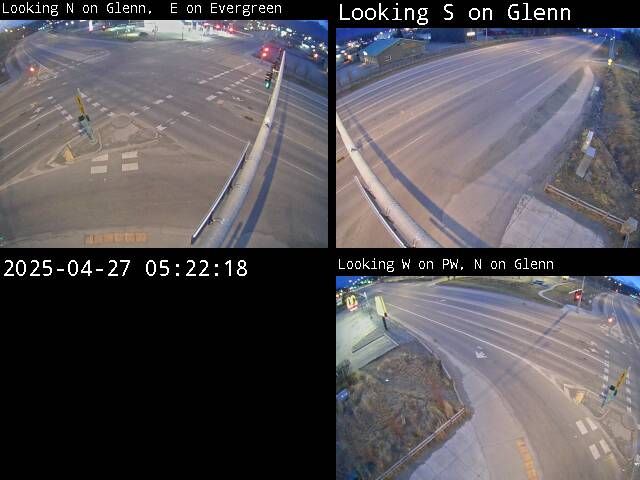 Looking N on Glenn, E on Evergreen
Looking S on Glenn
2025-04-27 05:22:18
Looking W on PW, N on Glenn